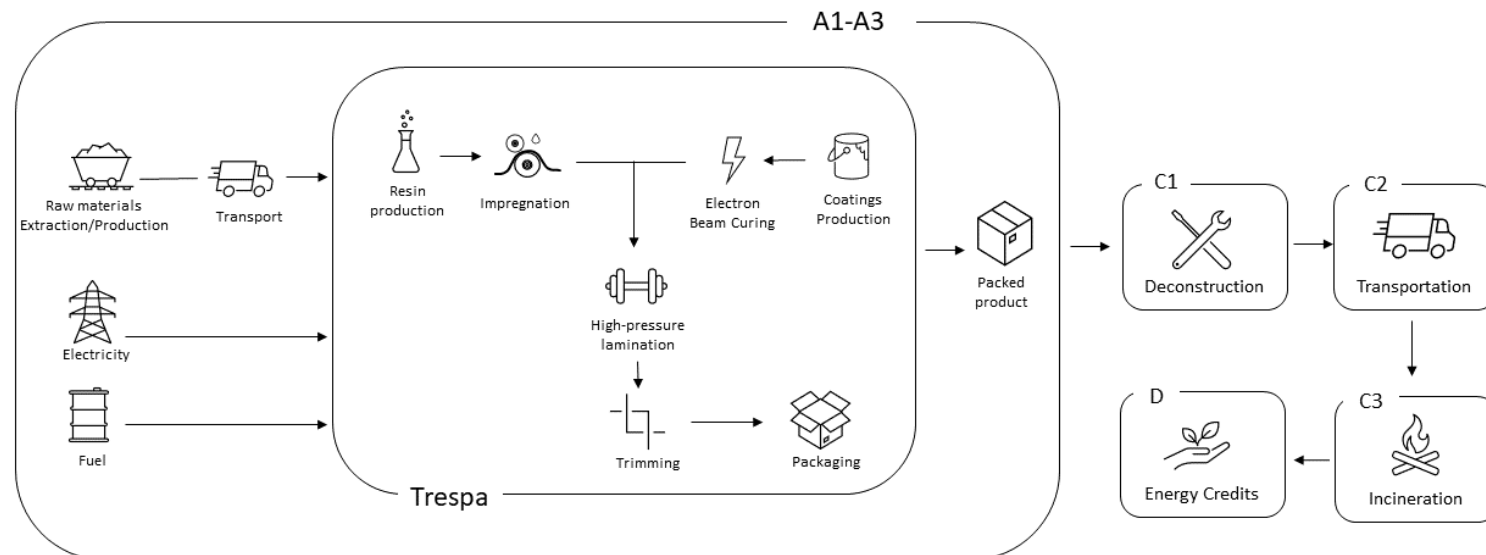 A1-A3
Raw materials
Extraction/Production
Transport
Resin
production
Impregnation
Electron
Beam Curing
Coatings
Production
Electricity
High-pressure
lamination
Fuel
Trimming
Packaging
Trespa
Packed
product
C1
Deconstruction
C2
Transportation
C3
Incineration
D
Energy Credits